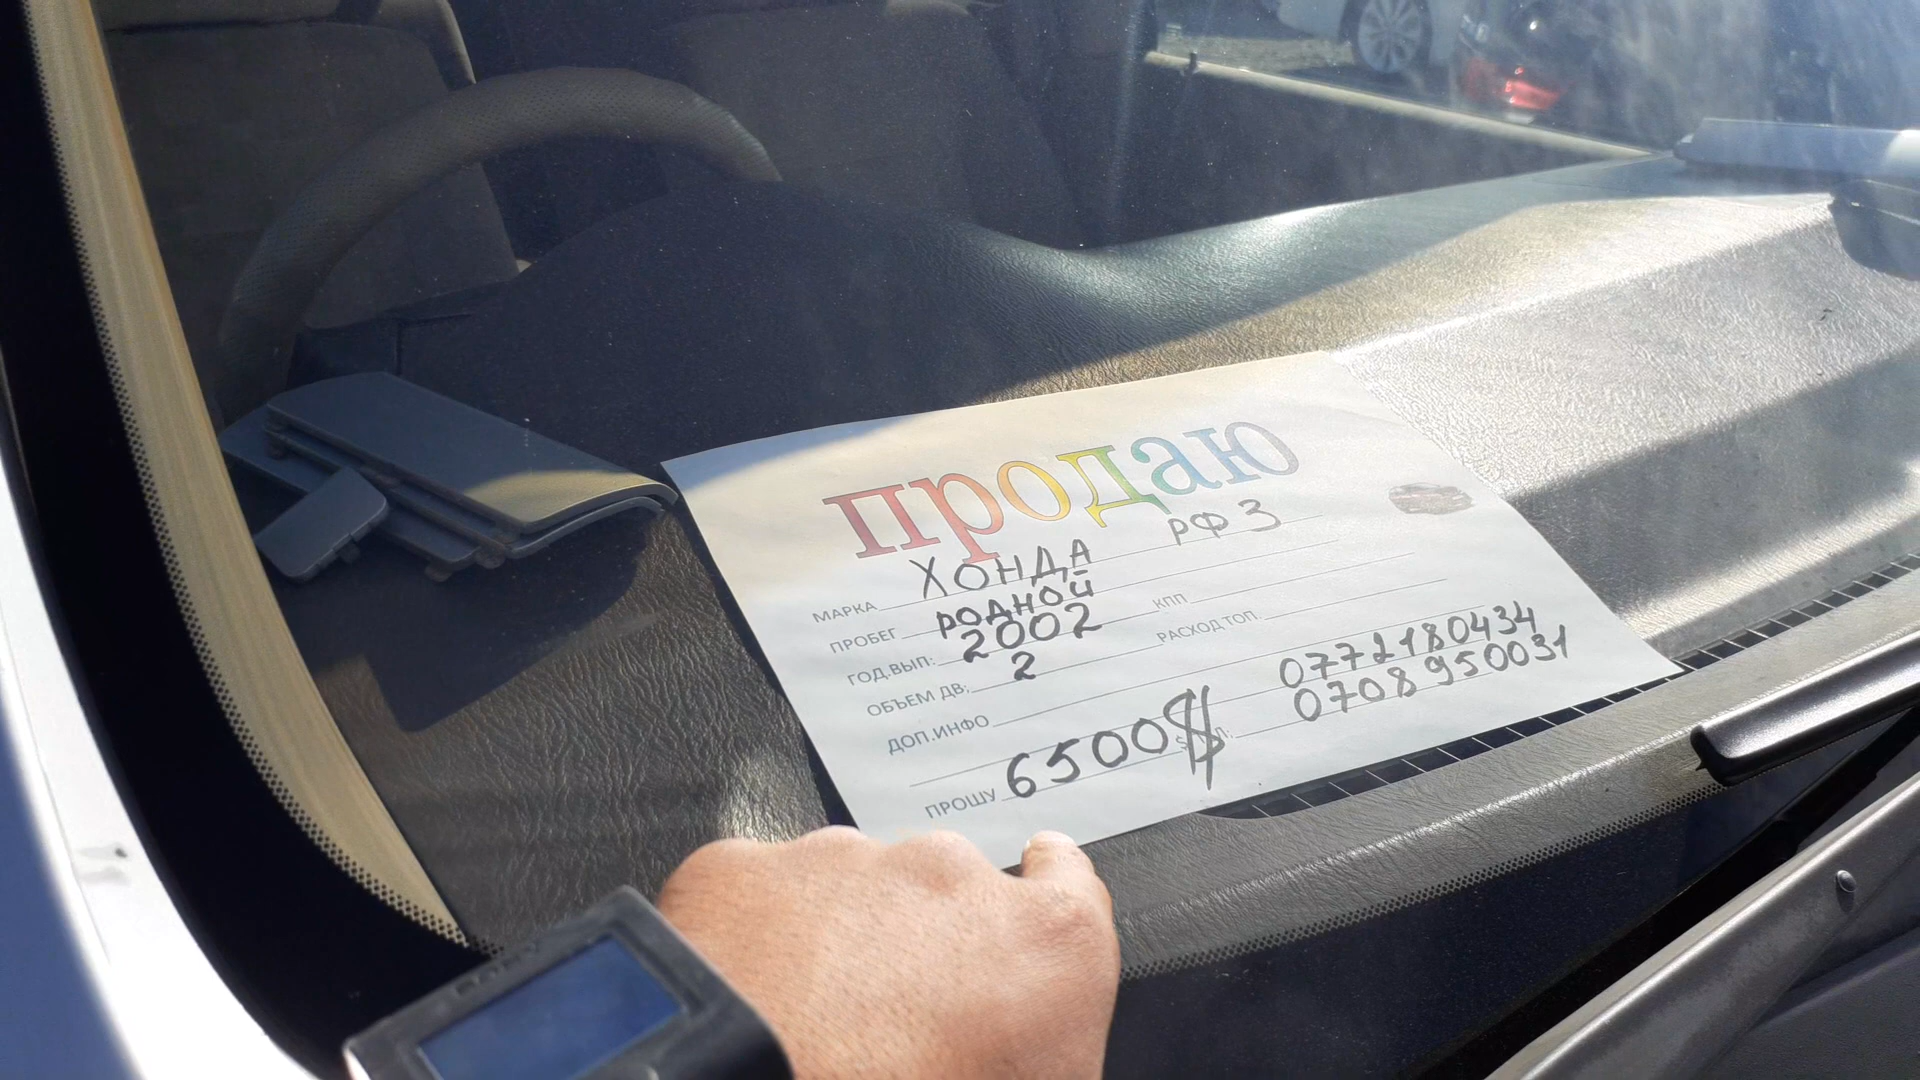 продаю
МАРКА ХОНДА РФ3
ПРОБЕГ РОДНОЙ
ГОД.ВЫП: 2002 КПП
ОБЪЕМ ДВ: 2 РАСХОД ТОП.
ДОП.ИНФО 0772180434
0708950031
ПРОШУ 6500$
SONY